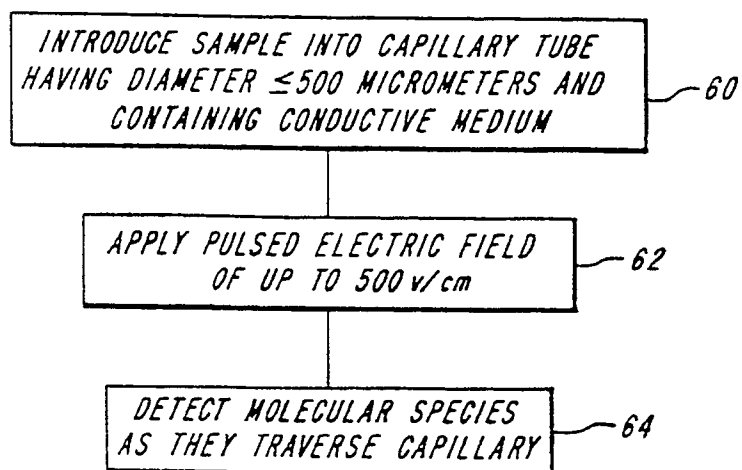 INTRODUCE SAMPLE INTO CAPILLARY TUBE
HAVING DIAMETER ≤500 MICROMETERS AND
CONTAINING CONDUCTIVE MEDIUM
60
APPLY PULSED ELECTRIC FIELD
OF UP TO 500 v/cm
62
DETECT MOLECULAR SPECIES
AS THEY TRAVERSE CAPILLARY
64